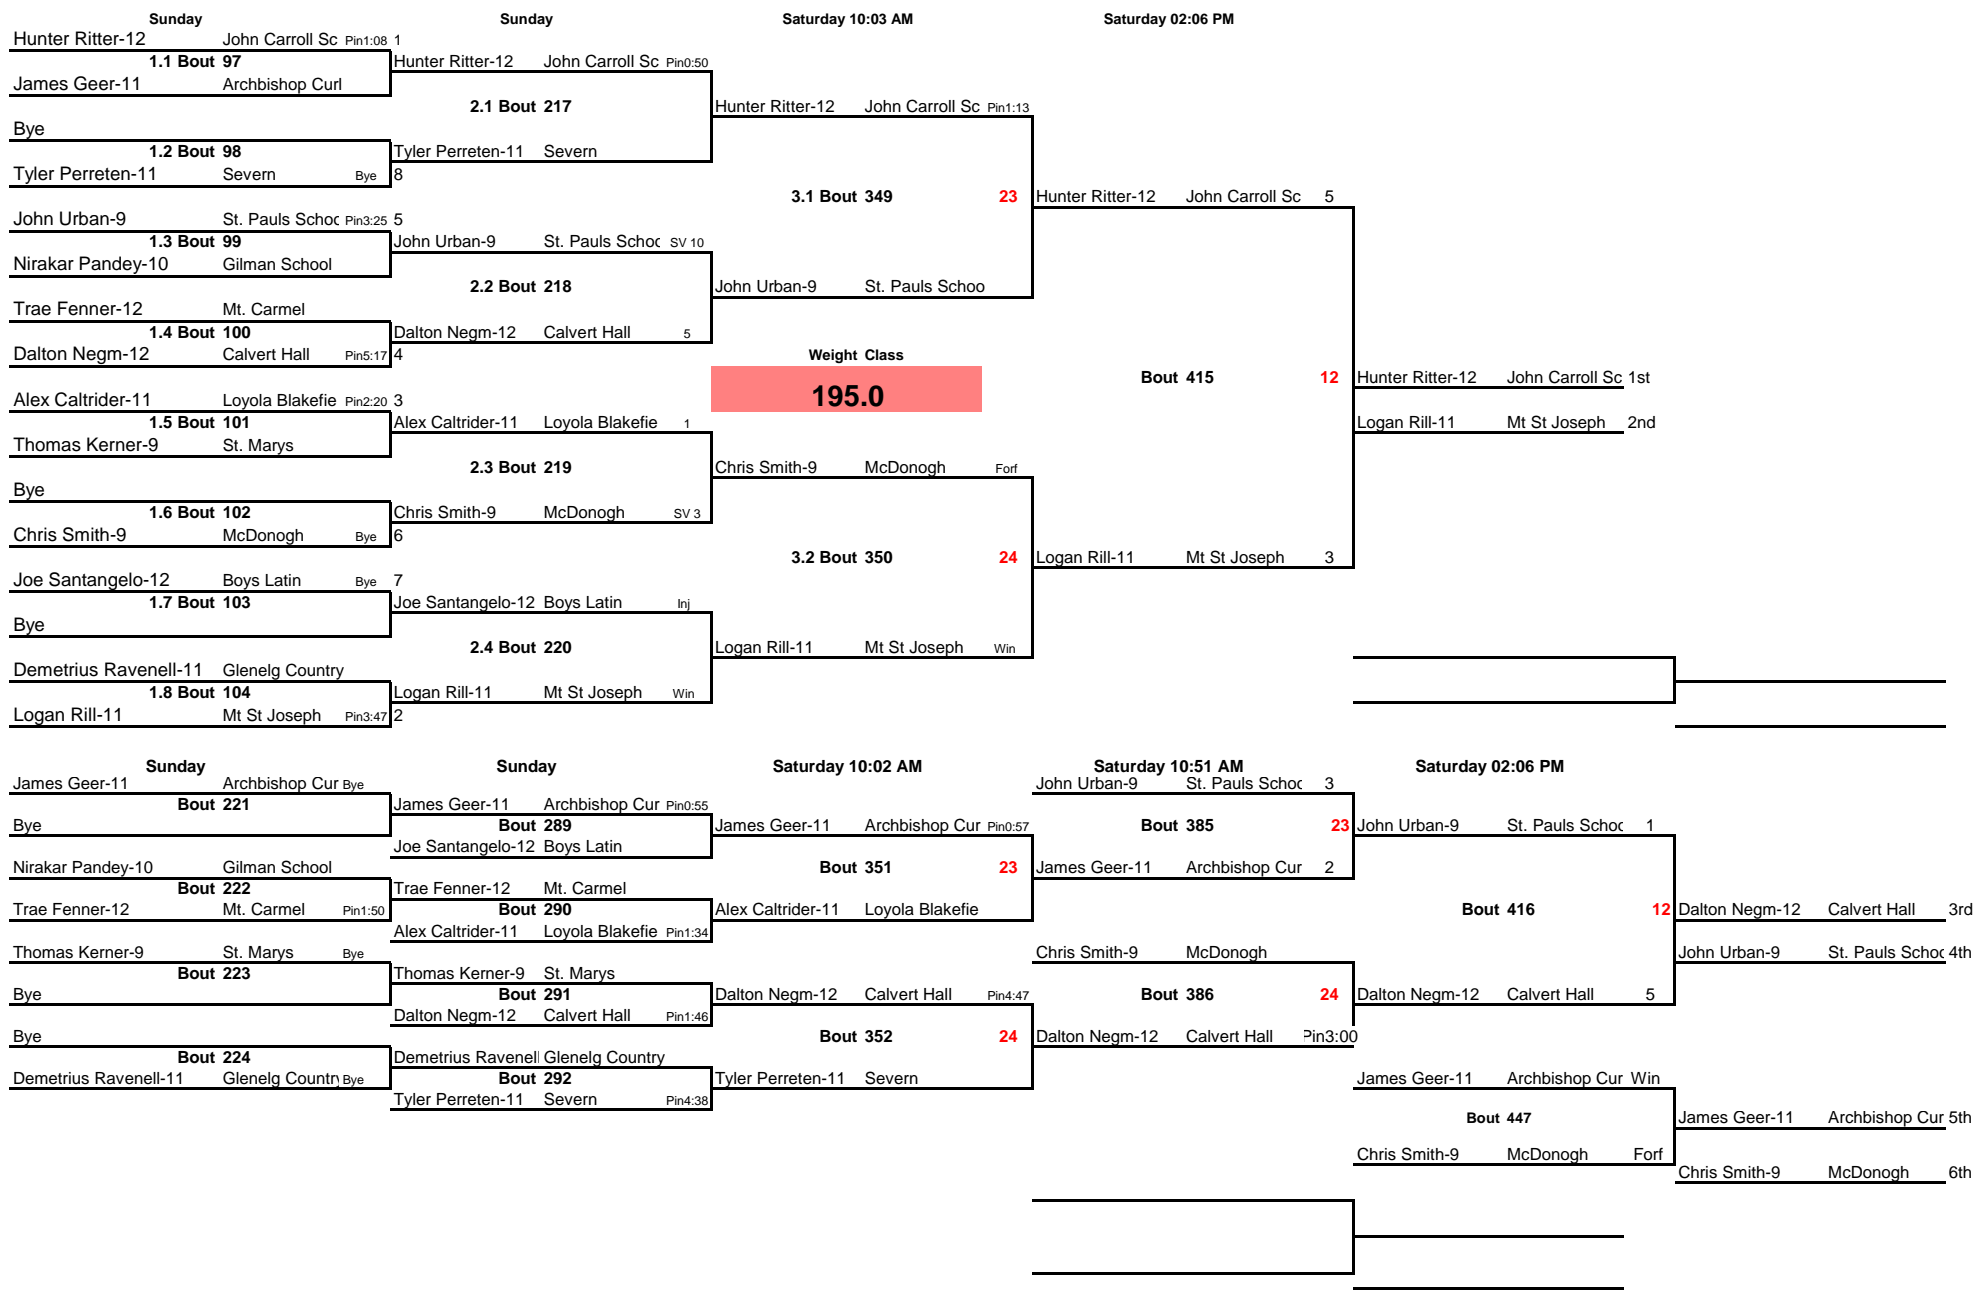 Sunday Sunday Saturday 10:03 AM Saturday 02:06 PM
Hunter Ritter-12 John Carroll Sc Pin1:08 1
1.1 Bout 97 Hunter Ritter-12 John Carroll Sc Pin0:50
James Geer-11 Archbishop Curl
2.1 Bout 217 Hunter Ritter-12 John Carroll Sc Pin1:13
Bye
1.2 Bout 98 Tyler Perreten-11 Severn
Tyler Perreten-11 Severn Bye 8
3.1 Bout 349 23 Hunter Ritter-12 John Carroll Sc 5
John Urban-9 St. Pauls Schoo Pin3:25 5
1.3 Bout 99 John Urban-9 St. Pauls Schoo SV 10
Nirakar Pandey-10 Gilman School
2.2 Bout 218 John Urban-9 St. Pauls Schoo
Trae Fenner-12 Mt. Carmel
1.4 Bout 100 Dalton Negm-12 Calvert Hall 5
Dalton Negm-12 Calvert Hall Pin5:17 4 Weight Class
Bout 415 12 Hunter Ritter-12 John Carroll Sc 1st
Alex Caltrider-11 Loyola Blakefie Pin2:20 3 195.0
1.5 Bout 101 Alex Caltrider-11 Loyola Blakefie 1 Logan Rill-11 Mt St Joseph 2nd
Thomas Kerner-9 St. Marys
2.3 Bout 219 Chris Smith-9 McDonogh Forf
Bye
1.6 Bout 102 Chris Smith-9 McDonogh SV 3
Chris Smith-9 McDonogh Bye 6
3.2 Bout 350 24 Logan Rill-11 Mt St Joseph 3
Joe Santangelo-12 Boys Latin Bye 7
1.7 Bout 103 Joe Santangelo-12 Boys Latin Inj
Bye
2.4 Bout 220 Logan Rill-11 Mt St Joseph Win
Demetrius Ravenell-11 Glenelg Country
1.8 Bout 104 Logan Rill-11 Mt St Joseph Win
Logan Rill-11 Mt St Joseph Pin3:47 2
Sunday Sunday Saturday 10:02 AM Saturday 10:51 AM Saturday 02:06 PM
James Geer-11 Archbishop Cur Bye John Urban-9 St. Pauls Schoo 3
Bout 221 James Geer-11 Archbishop Cur Pin0:55
Bye Bout 289 James Geer-11 Archbishop Cur Pin0:57 Bout 385 23 John Urban-9 St. Pauls Schoo 1
Joe Santangelo-12 Boys Latin
Nirakar Pandey-10 Gilman School Bout 351 23 James Geer-11 Archbishop Cur 2
Bout 222 Trae Fenner-12 Mt. Carmel
Trae Fenner-12 Mt. Carmel Pin1:50 Bout 290 Alex Caltrider-11 Loyola Blakefie Bout 416 12 Dalton Negm-12 Calvert Hall 3rd
Alex Caltrider-11 Loyola Blakefie Pin1:34
Thomas Kerner-9 St. Marys Bye Chris Smith-9 McDonogh John Urban-9 St. Pauls Schoo 4th
Bout 223 Thomas Kerner-9 St. Marys
Bye Bout 291 Dalton Negm-12 Calvert Hall Pin4:47 Bout 386 24 Dalton Negm-12 Calvert Hall 5
Dalton Negm-12 Calvert Hall Pin1:46
Bye Bout 352 24 Dalton Negm-12 Calvert Hall Pin3:00
Bout 224 Demetrius Ravenell Glenelg Country
Demetrius Ravenell-11 Glenelg Country Bye Bout 292 Tyler Perreten-11 Severn James Geer-11 Archbishop Cur Win
Tyler Perreten-11 Severn Pin4:38
Bout 447 James Geer-11 Archbishop Cur 5th
Chris Smith-9 McDonogh Forf
Chris Smith-9 McDonogh 6th